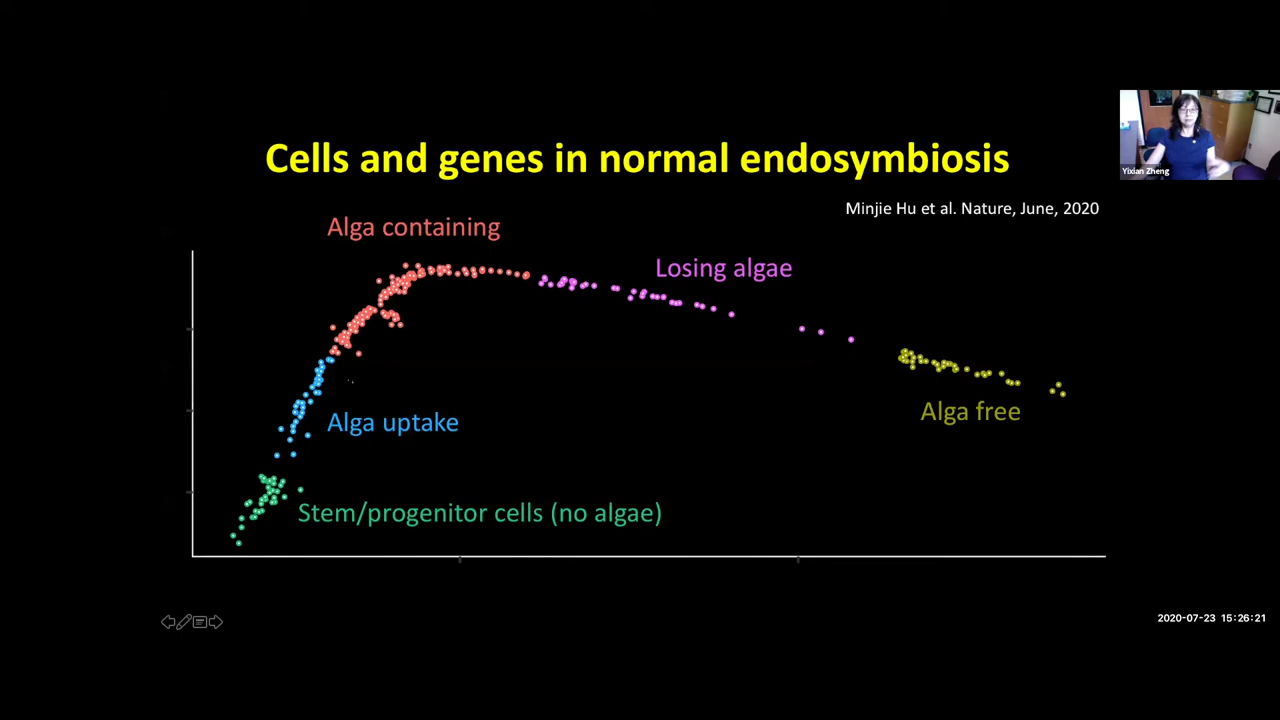 Cells and genes in normal endosymbiosis
Yixian Zheng
Minjie Hu et al. Nature, June, 2020
Alga containing
Losing algae
Alga free
Alga uptake
Stem/progenitor cells (no algae)
2020-07-23 15:26:21